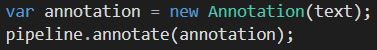 var annotation = new Annotation(text);
pipeline.annotate(annotation);